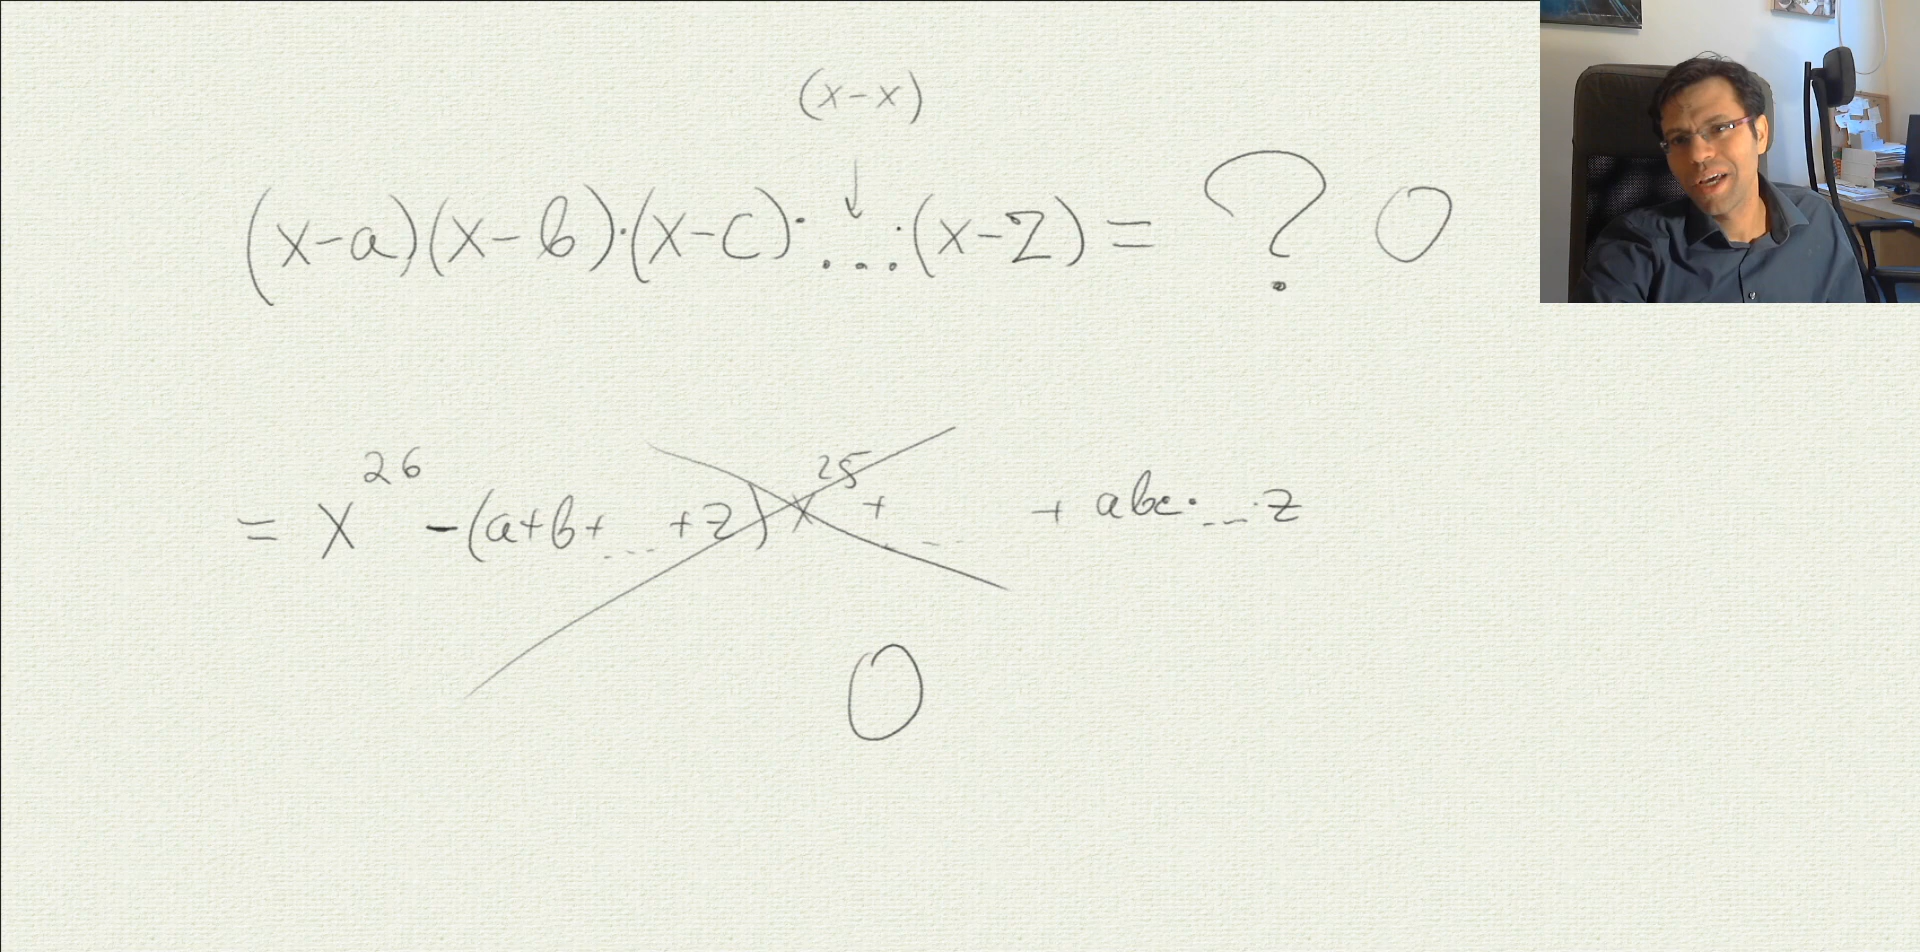 (x-x)
↓
(x-a)(x-b)·(x-c)·...·(x-z)= ? 0
= x^26 -(a+b+...+z)x^25 + ... + abc·...·z
0